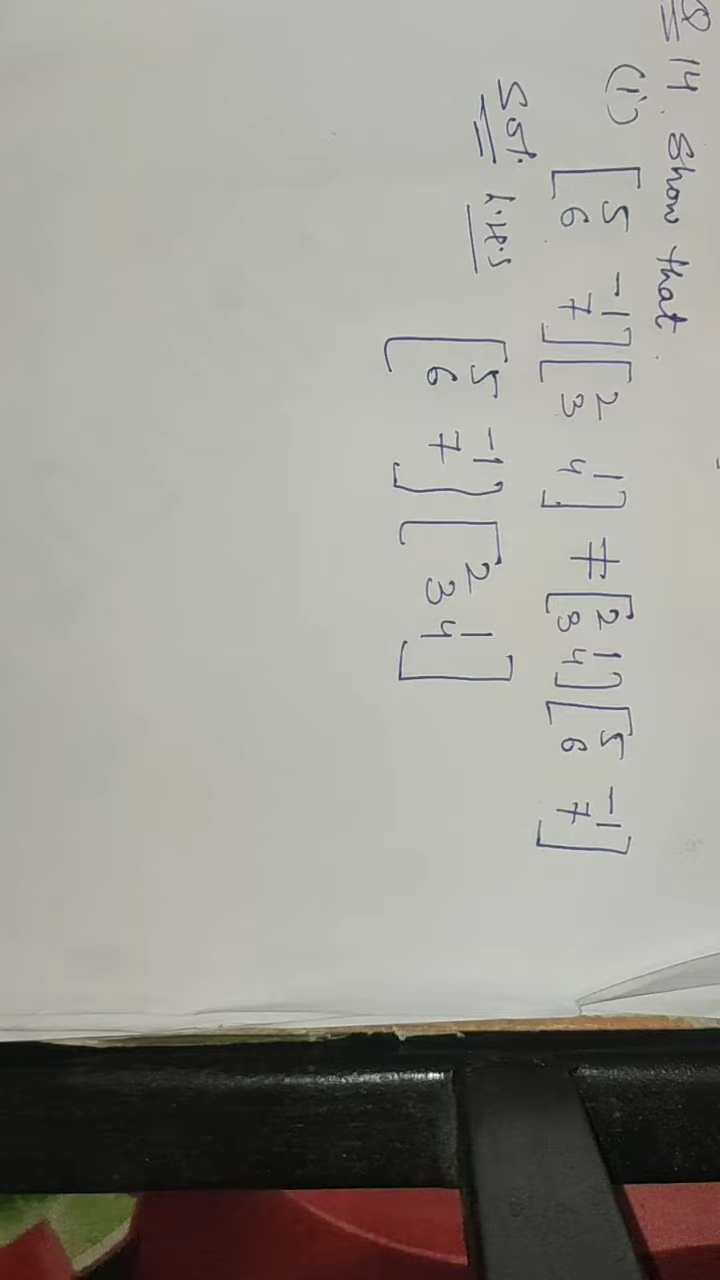 Q 14. Show that
(i) [5 -1] [2 1] ≠ [2 1] [5 -1]
[6 7] [3 4] [3 4] [6 7]
Sol. L.H.S
[5 -1] [2 1]
[6 7] [3 4]